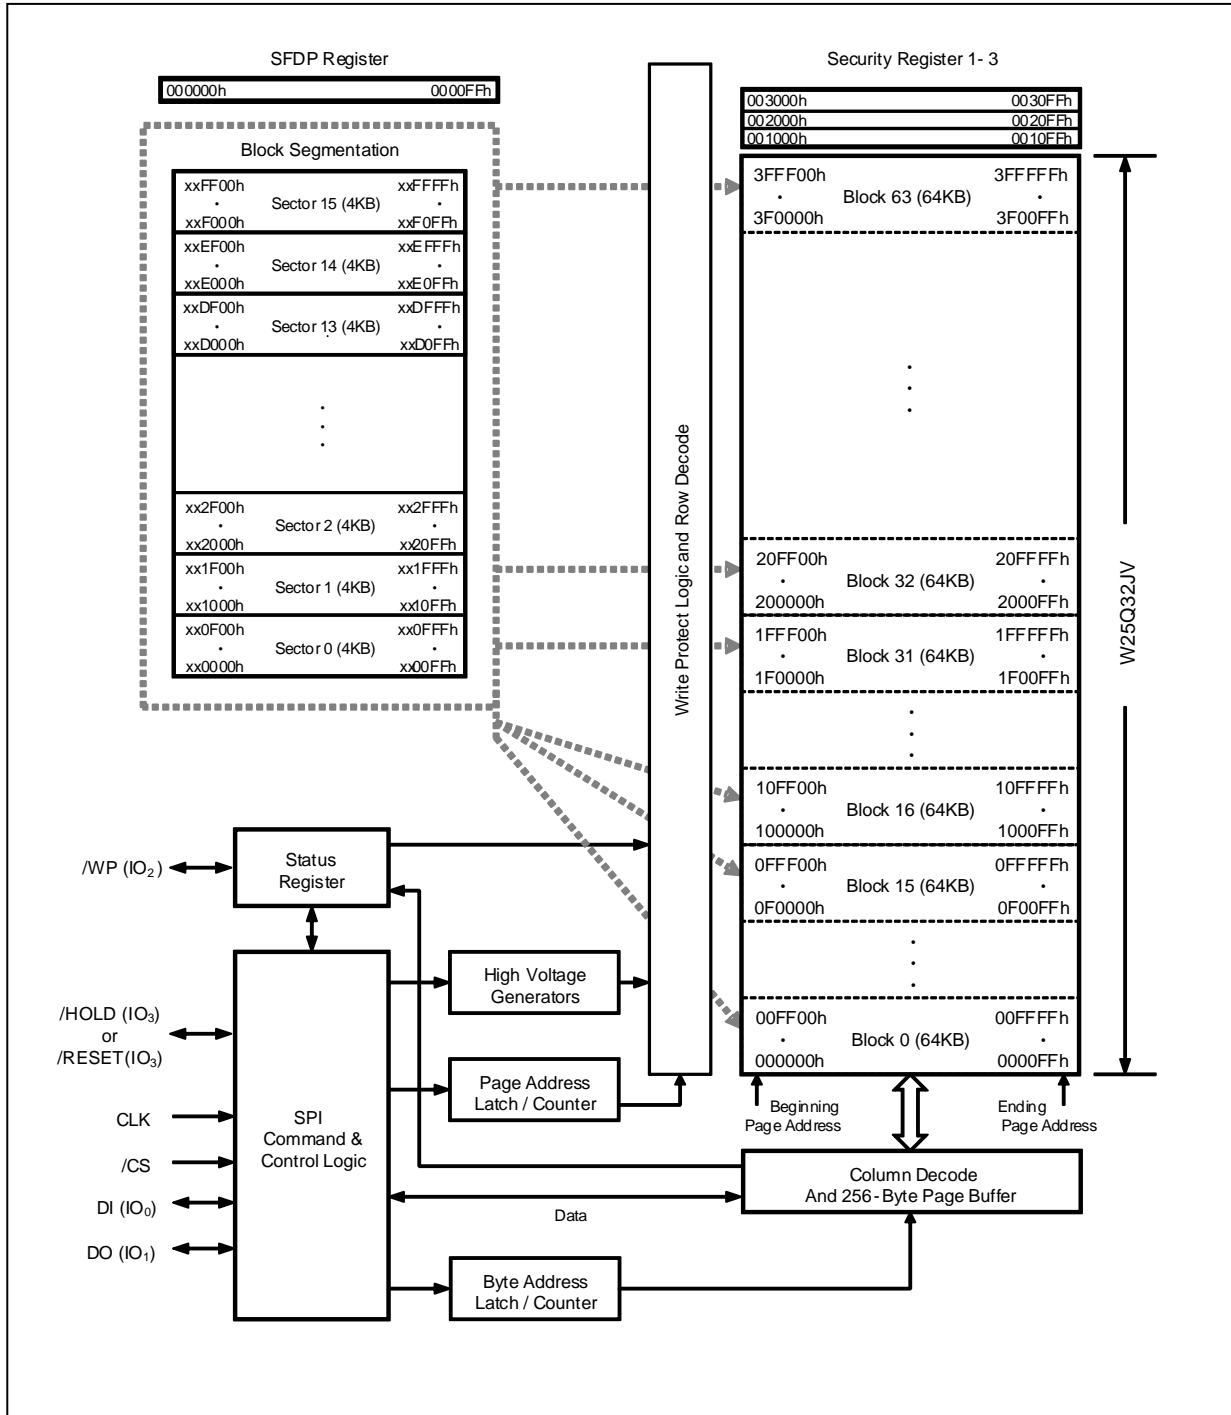 SFDP Register
000000h 0000FFh
Block Segmentation
xxFF00h xxFFFFh
Sector 15 (4KB)
xxF000h xxF0FFh
xxEF00h xxEFFFh
Sector 14 (4KB)
xxE000h xxE0FFh
xxDF00h xxDFFFh
Sector 13 (4KB)
xxD000h xxD0FFh
xx2F00h xx2FFFh
Sector 2 (4KB)
xx2000h xx20FFh
xx1F00h xx1FFFh
Sector 1 (4KB)
xx1000h xx10FFh
xx0F00h xx0FFFh
Sector 0 (4KB)
xx0000h xx00FFh
Write Protect Logic and Row Decode
Security Register 1- 3
003000h 0030FFh
002000h 0020FFh
001000h 0010FFh
3FFF00h 3FFFFFh
Block 63 (64KB)
3F0000h 3F00FFh
20FF00h 20FFFFh
Block 32 (64KB)
200000h 2000FFh
1FFF00h 1FFFFFh
Block 31 (64KB)
1F0000h 1F00FFh
10FF00h 10FFFFh
Block 16 (64KB)
100000h 1000FFh
0FFF00h 0FFFFFh
Block 15 (64KB)
0F0000h 0F00FFh
00FF00h 00FFFFh
Block 0 (64KB)
000000h 0000FFh
W25Q32JV
Beginning
Page Address
Ending
Page Address
/WP (IO₂)
Status
Register
/HOLD (IO₃)
or
/RESET(IO₃)
CLK
/CS
DI (IO₀)
DO (IO₁)
SPI
Command &
Control Logic
High Voltage
Generators
Page Address
Latch / Counter
Column Decode
And 256-Byte Page Buffer
Data
Byte Address
Latch / Counter